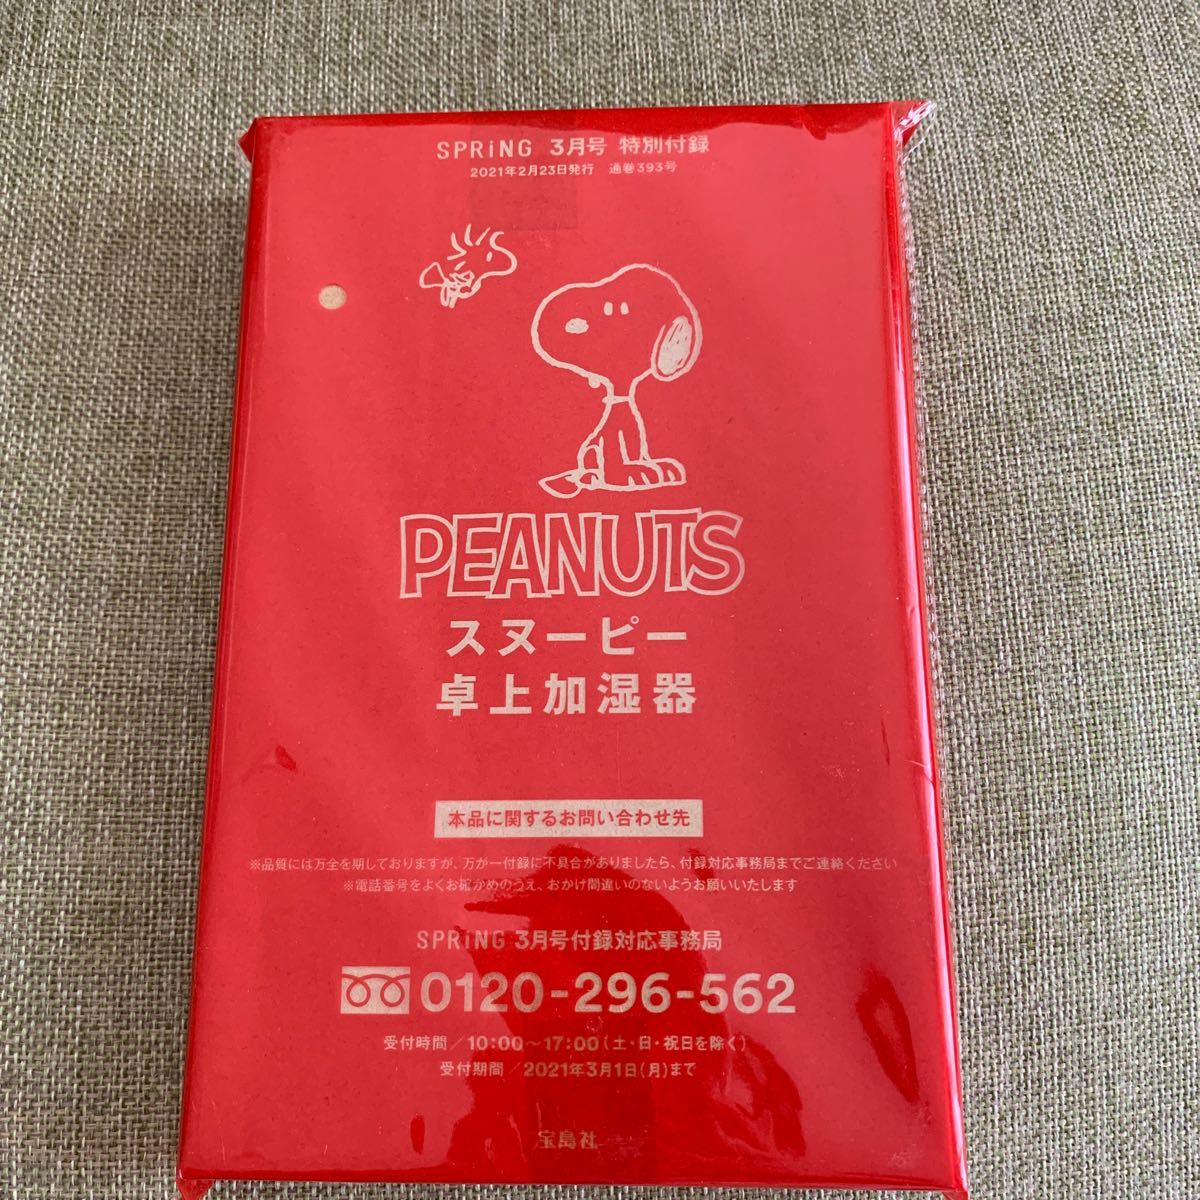 SPRiNG 3月号 特別付録
2021年2月23日発行 通巻393号
PEANUTS
スヌーピー
卓上加湿器
本品に関するお問い合わせ先
※品質には万全を期しておりますが、万が一付録に不具合がありましたら、付録対応事務局までご連絡ください
※電話番号をよくお確かめのうえ、おかけ間違いのないようお願いいたします
SPRiNG 3月号付録対応事務局
0120-296-562
受付時間／10:00～17:00(土・日・祝日を除く)
受付期間／2021年3月1日(月)まで
宝島社